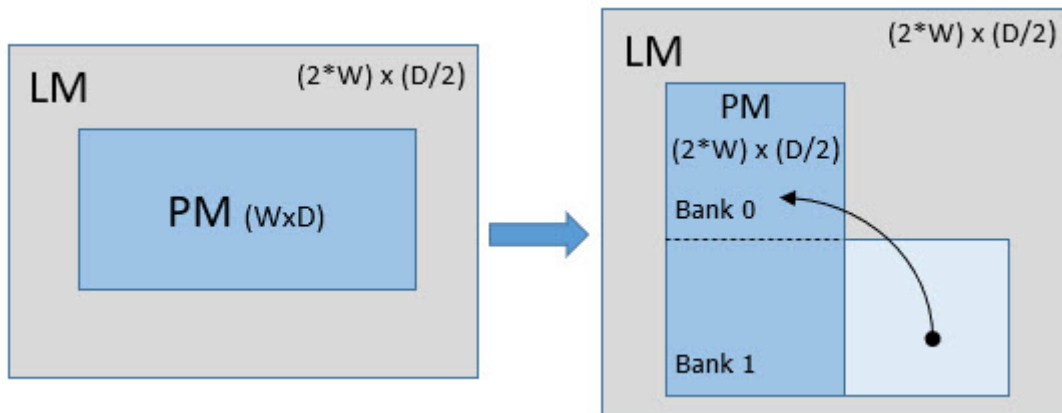 LM
(2*W) x (D/2)
PM (WxD)
LM
(2*W) x (D/2)
PM
(2*W) x (D/2)
Bank 0
Bank 1